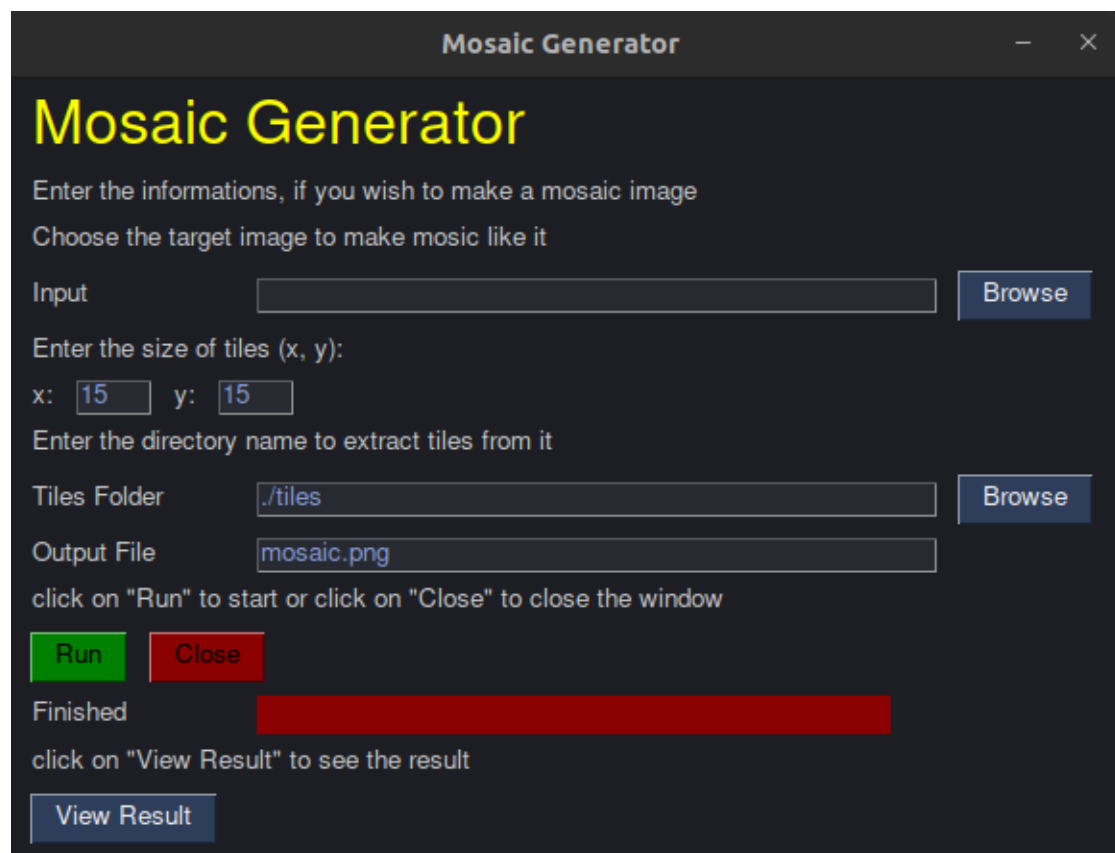 Mosaic Generator
Mosaic Generator
Enter the informations, if you wish to make a mosaic image
Choose the target image to make mosic like it
Input Browse
Enter the size of tiles (x, y):
x: 15 y: 15
Enter the directory name to extract tiles from it
Tiles Folder ./tiles Browse
Output File mosaic.png
click on "Run" to start or click on "Close" to close the window
Run Close
Finished
click on "View Result" to see the result
View Result